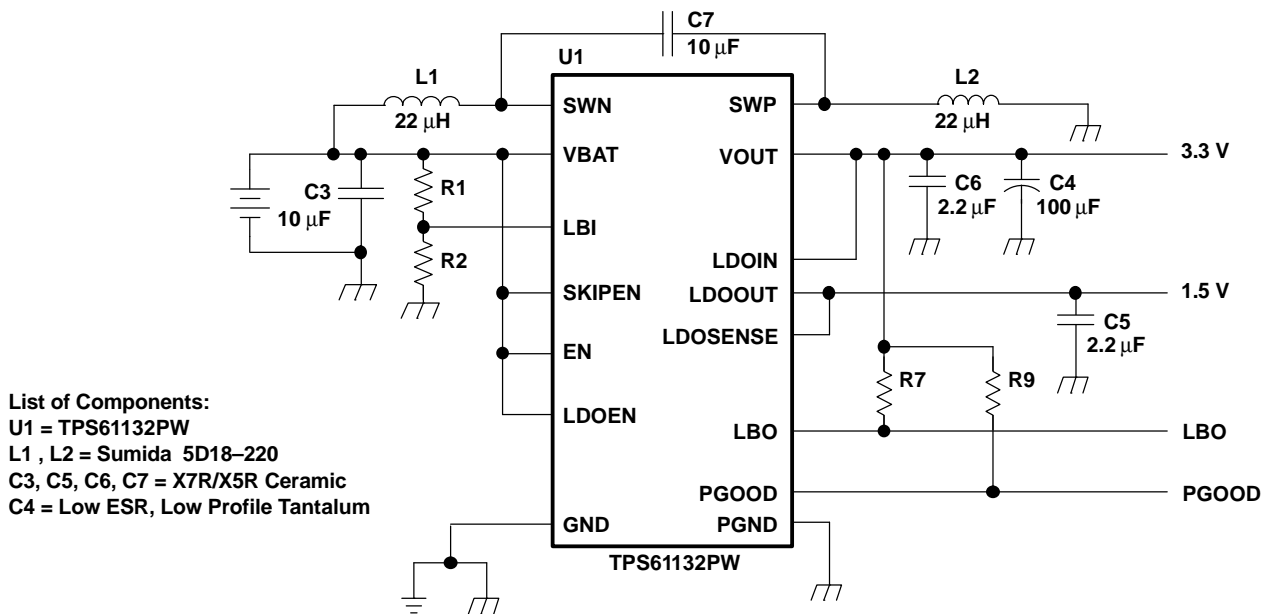 C7
10 μF
U1
L1
22 μH
L2
22 μH
SWN
SWP
VBAT
VOUT
3.3 V
C3
10 μF
R1
C6
2.2 μF
C4
100 μF
LBI
R2
LDOIN
SKIPEN
LDOOUT
1.5 V
LDOSENSE
C5
2.2 μF
EN
R7
R9
LDOEN
LBO
LBO
PGOOD
PGOOD
GND
PGND
TPS61132PW
List of Components:
U1 = TPS61132PW
L1 , L2 = Sumida 5D18–220
C3, C5, C6, C7 = X7R/X5R Ceramic
C4 = Low ESR, Low Profile Tantalum